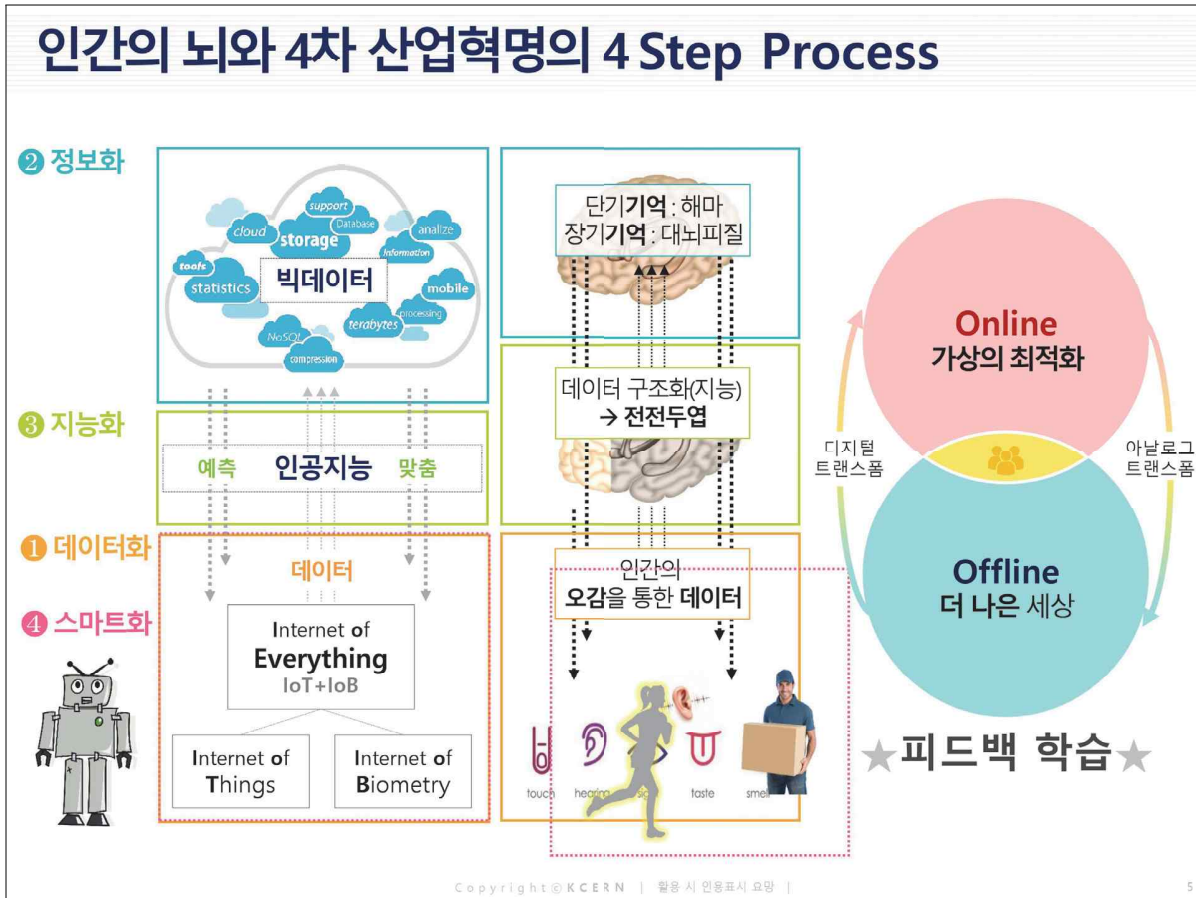 인간의 뇌와 4차 산업혁명의 4 Step Process
❷ 정보화
support
Database
cloud
storage
analize
information
tools
statistics
빅데이터
mobile
processing
terabytes
NoSQL
compression
단기기억 : 해마
장기기억 : 대뇌피질
❸ 지능화
예측 인공지능 맞춤
데이터 구조화(지능)
→ 전전두엽
❶ 데이터화
데이터
인간의
오감을 통한 데이터
❹ 스마트화
Internet of
Everything
IoT+IoB
Internet of
Things
Internet of
Biometry
touch hearing taste smell
Online
가상의 최적화
디지털
트랜스폼
아날로그
트랜스폼
Offline
더 나은 세상
★피드백 학습★
Copyright ⓒ KCERN | 활용 시 인용표시 요망 |
5